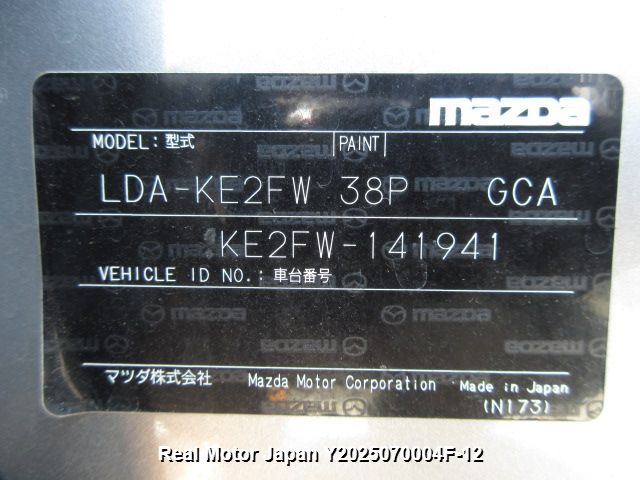 mazda
MODEL: 型式 PAINT
LDA-KE2FW 38P GCA
KE2FW-141941
VEHICLE ID NO.: 車台番号
マツダ株式会社 Mazda Motor Corporation Made in Japan
(N173)
Real Motor Japan Y2025070004F-12